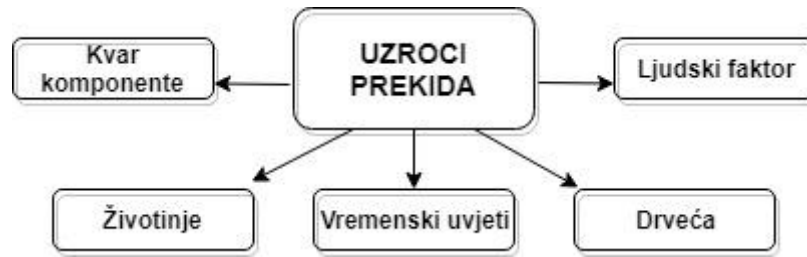 Kvar
komponente
UZROCI
PREKIDA
Ljudski faktor
Životinje
Vremenski uvjeti
Drveća